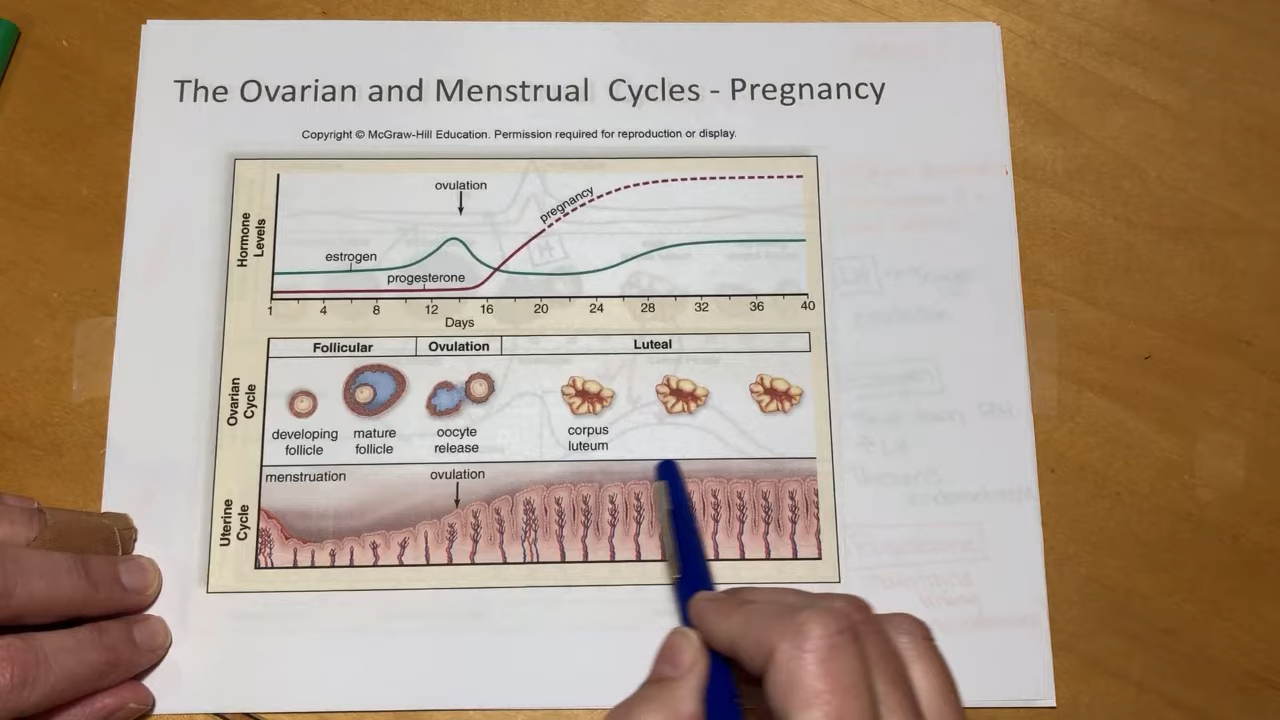 The Ovarian and Menstrual Cycles - Pregnancy
Copyright © McGraw-Hill Education. Permission required for reproduction or display.
Hormone
Levels
ovulation
pregnancy
estrogen
progesterone
1 4 8 12 16 20 24 28 32 36 40
Days
Ovarian
Cycle
Follicular Ovulation Luteal
developing
follicle
mature
follicle
oocyte
release
corpus
luteum
Uterine
Cycle
menstruation
ovulation